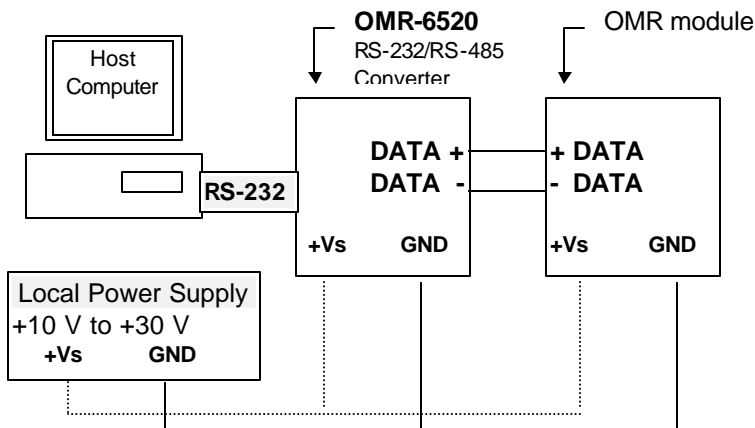 OMR-6520
RS-232/RS-485
Converter
OMR module
Host
Computer
DATA +
DATA -
+ DATA
- DATA
RS-232
+Vs GND
+Vs GND
Local Power Supply
+10 V to +30 V
+Vs GND